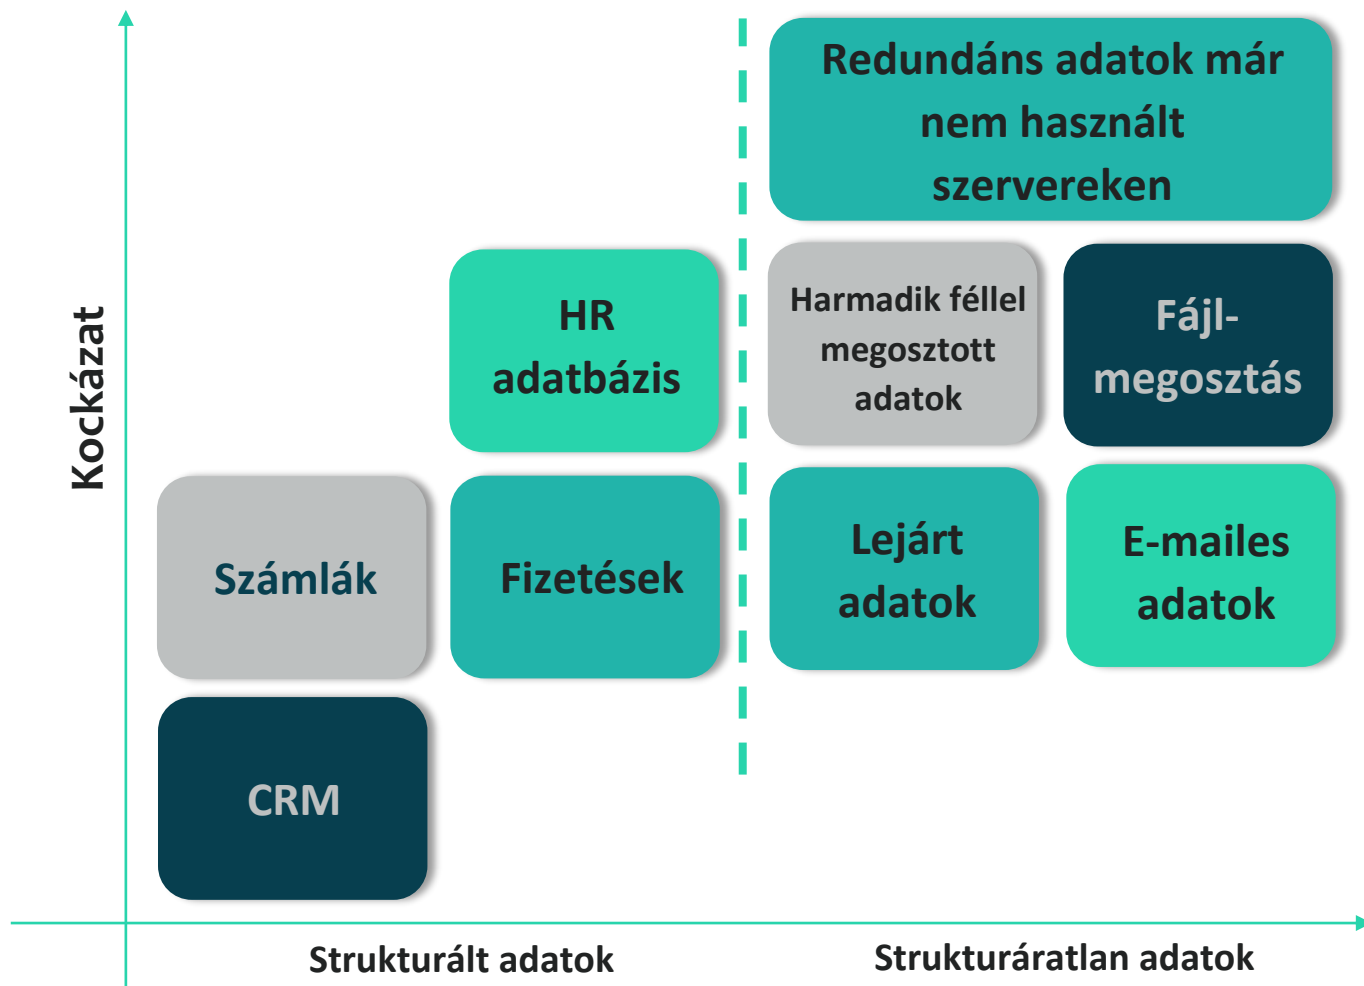 Redundáns adatok már
nem használt
szervereken
HR
adatbázis
Harmadik féllel
megosztott
adatok
Fájl-
megosztás
Kockázat
Számlák
Fizetések
Lejárt
adatok
E-mailes
adatok
CRM
Strukturált adatok
Strukturáratlan adatok